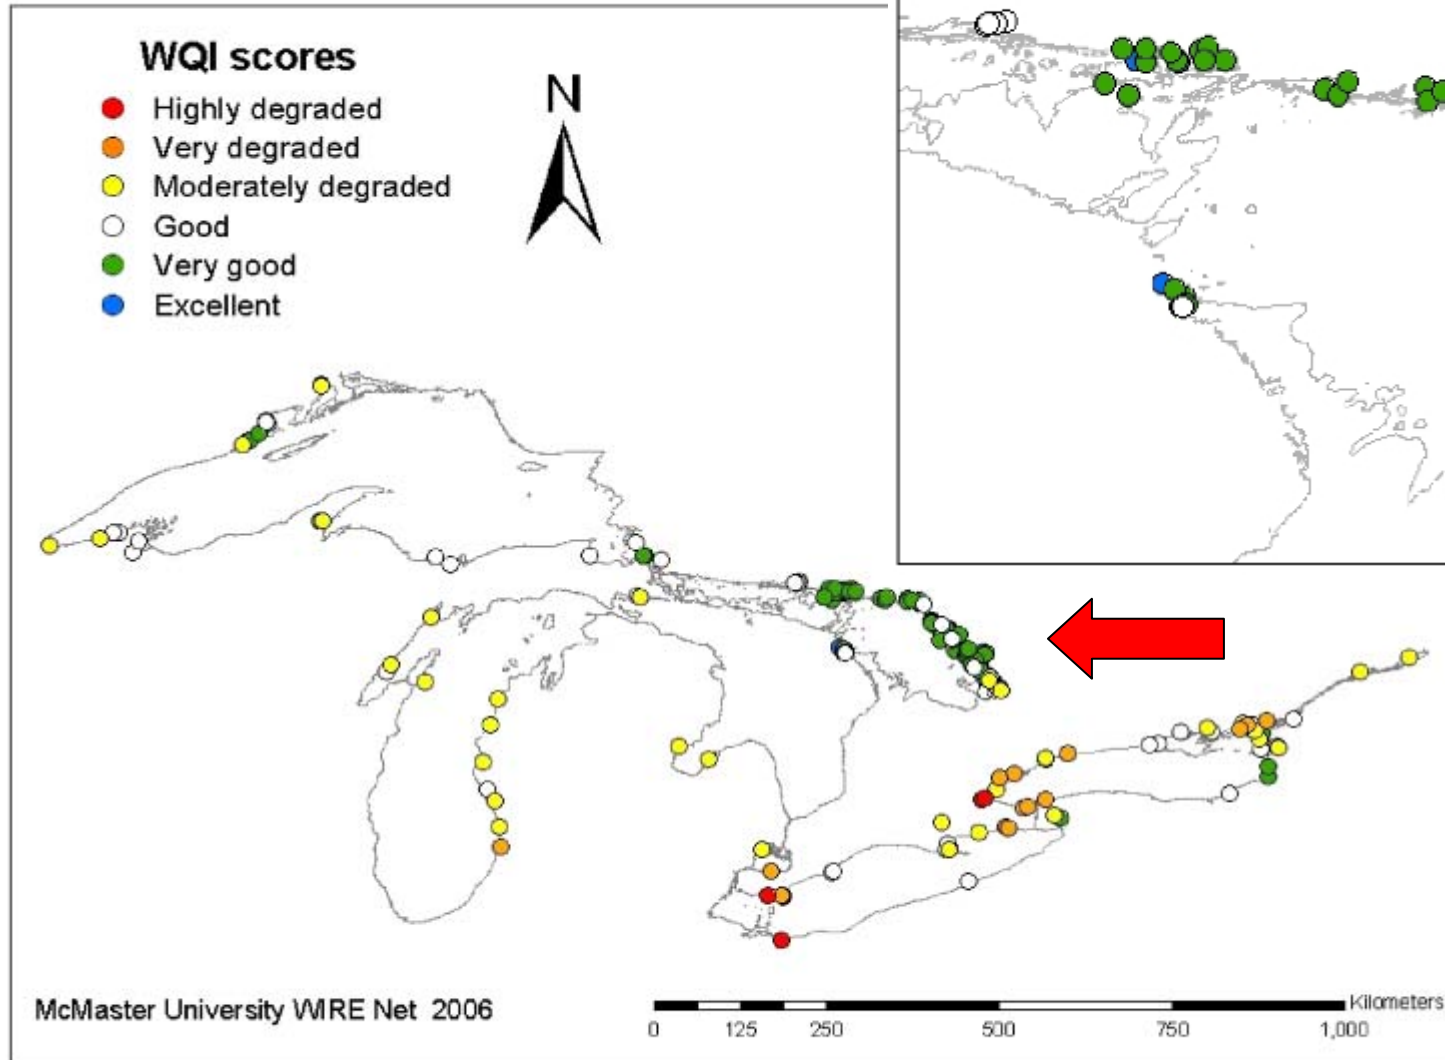 WQI scores
Highly degraded
Very degraded
Moderately degraded
Good
Very good
Excellent
N
McMaster University WIRE Net 2006
Kilometers
0 125 250 500 750 1,000